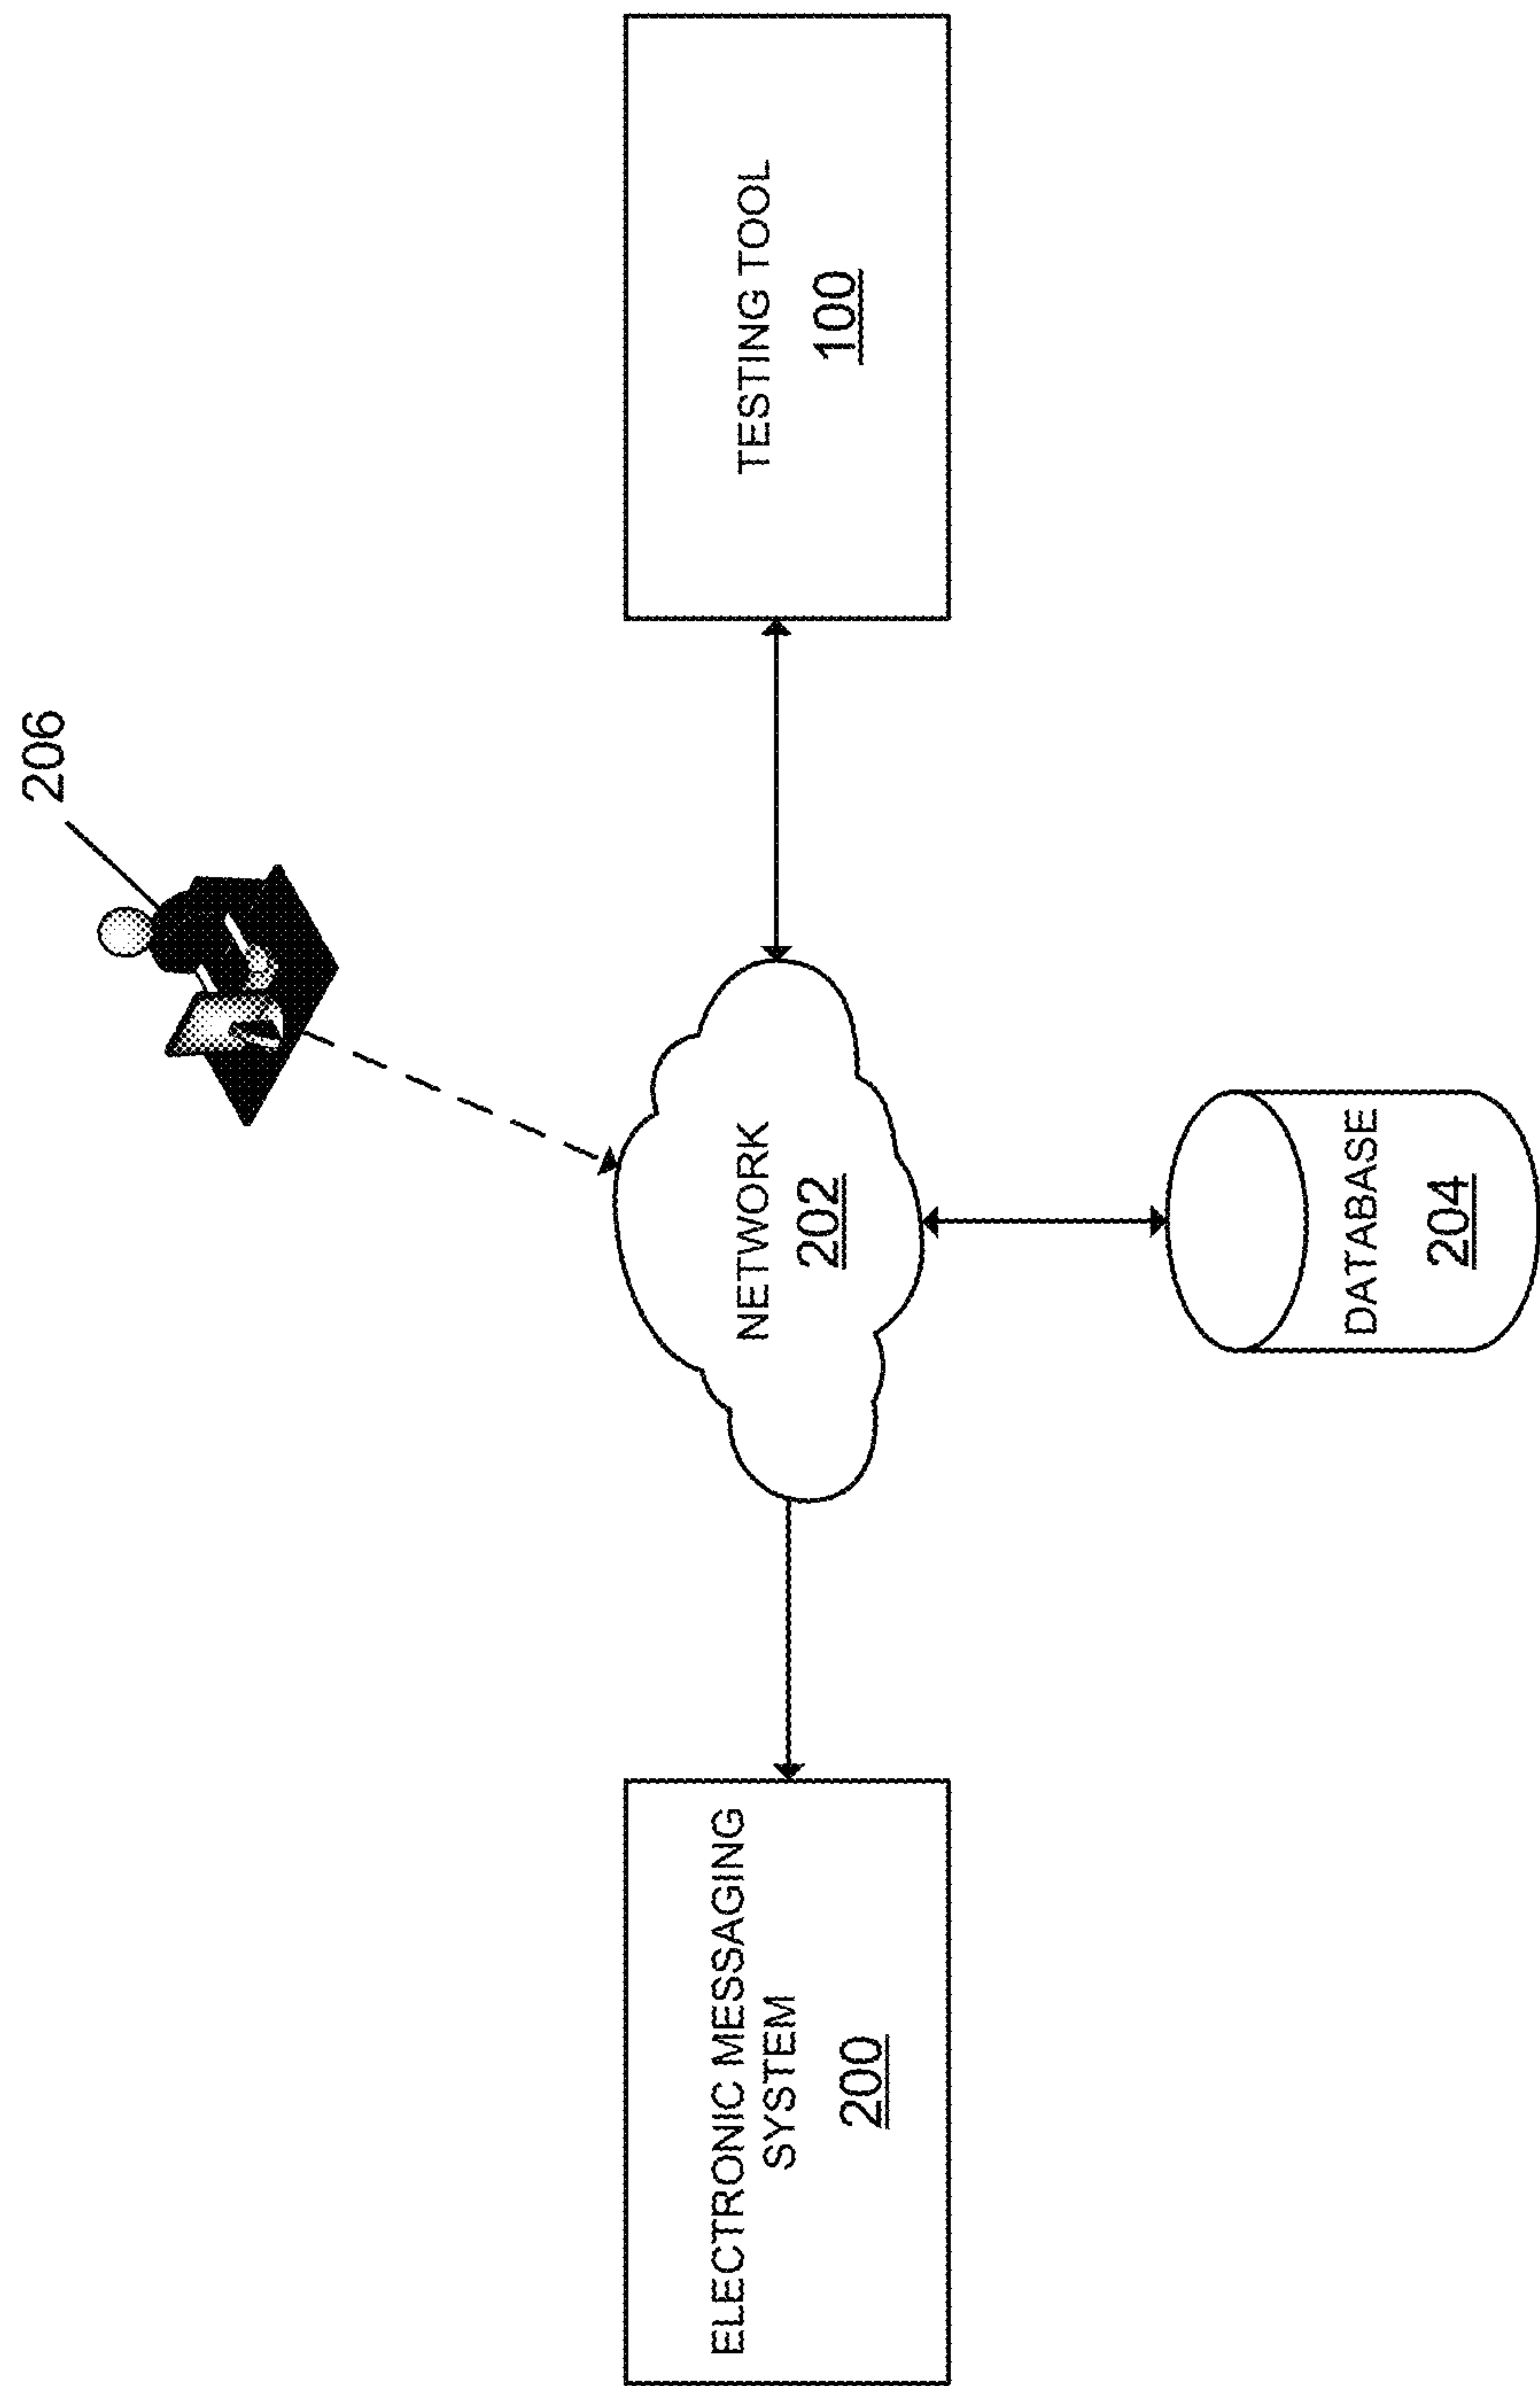 206
ELECTRONIC MESSAGING
SYSTEM
200
NETWORK
202
TESTING TOOL
100
DATABASE
204